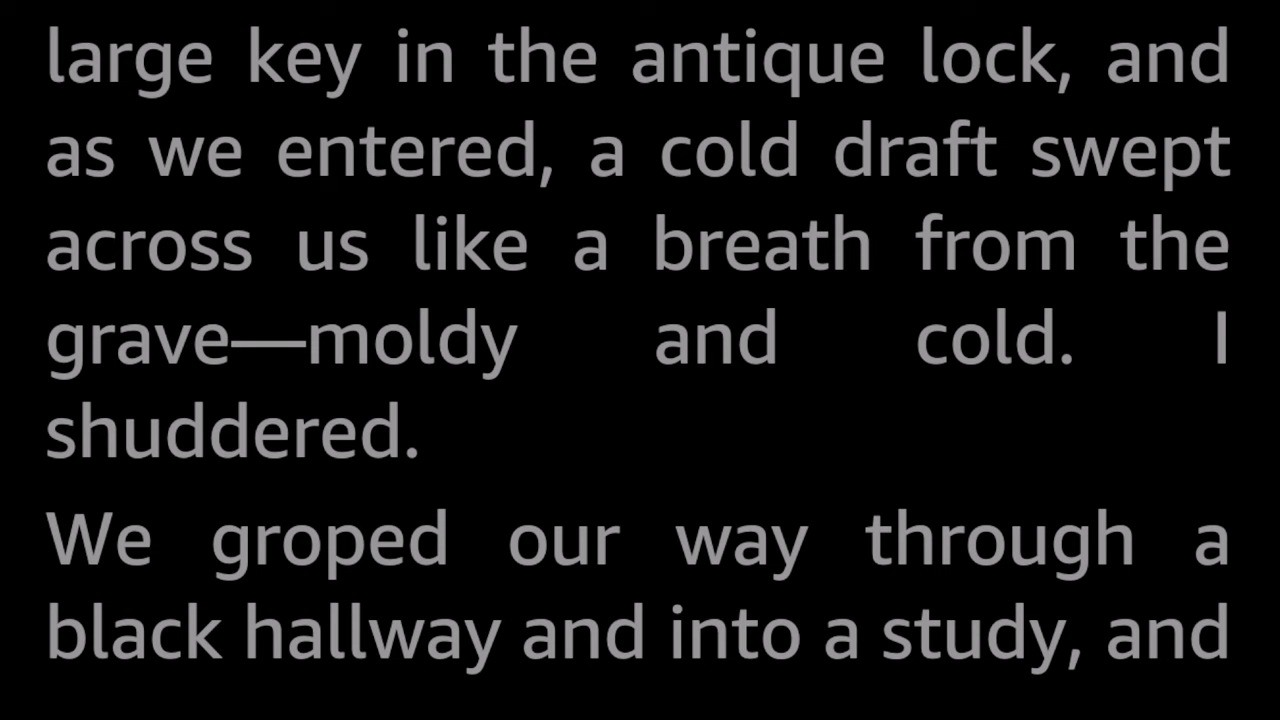 large key in the antique lock, and
as we entered, a cold draft swept
across us like a breath from the
grave—moldy and cold. I
shuddered.
We groped our way through a
black hallway and into a study, and